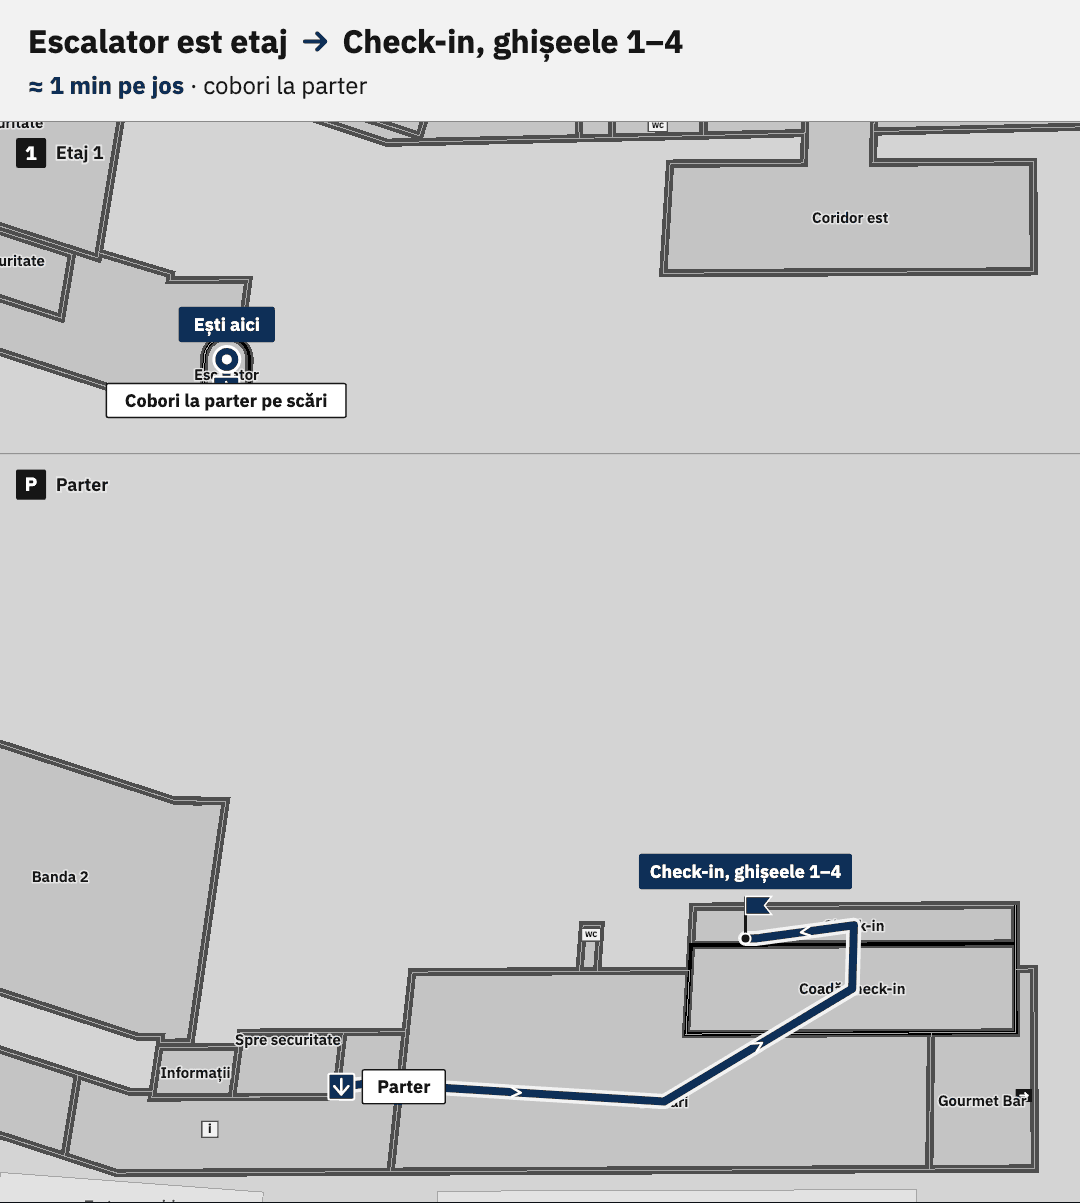 Escalator est etaj → Check-in, ghișeele 1–4
≈ 1 min pe jos · cobori la parter
1 Etaj 1
WC
Coridor est
Ești aici
Cobori la parter pe scări
P Parter
Banda 2
Check-in, ghișeele 1–4
WC
Spre securitate
Informații
Parter
Gourmet Bar
i